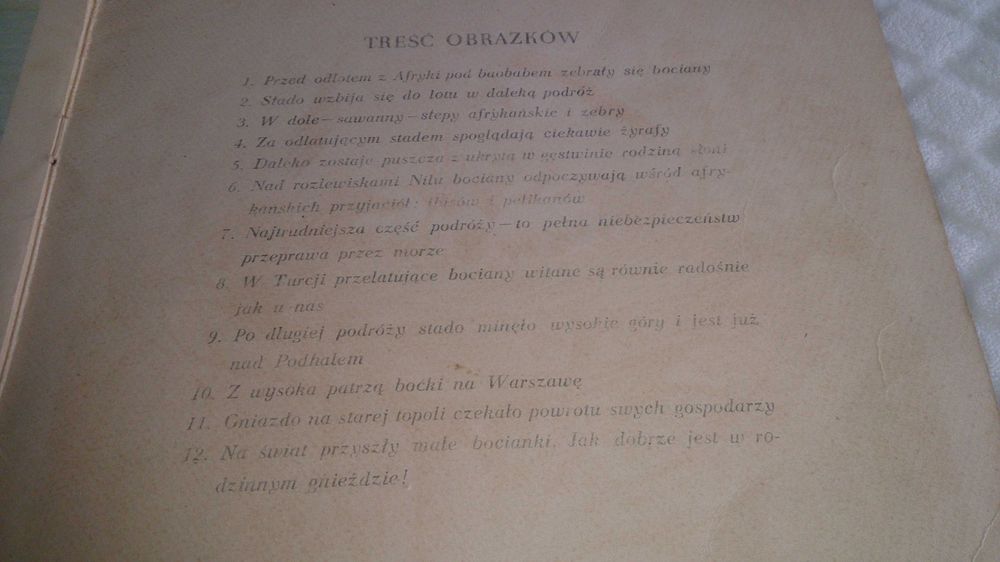 TREŚĆ OBRAZKÓW
1. Przed odlotem z Afryki pod baobabem zebrały się bociany
2. Stado wzbija się do lotu w daleką podróż
3. W dole — sawanny — stepy afrykańskie i zebry
4. Za odlatującym stadem spoglądają ciekawie żyrafy
5. Daleko zostaje puszcza z ukrytą w gęstwinie rodziną słoni
6. Nad rozlewiskami Nilu bociany odpoczywają wśród afry-
kańskich przyjaciół: ibisów i pelikanów
7. Najtrudniejsza część podróży — to pełna niebezpieczeństw
przeprawa przez morze
8. W Turcji przelatujące bociany witane są równie radośnie
jak u nas
9. Po długiej podróży stado minęło wysokie góry i jest już
nad Podhalem
10. Z wysoka patrzą boćki na Warszawę
11. Gniazdo na starej topoli czekało powrotu swych gospodarzy
12. Na świat przyszły małe bocianki. Jak dobrze jest w ro-
dzinnym gnieździe!